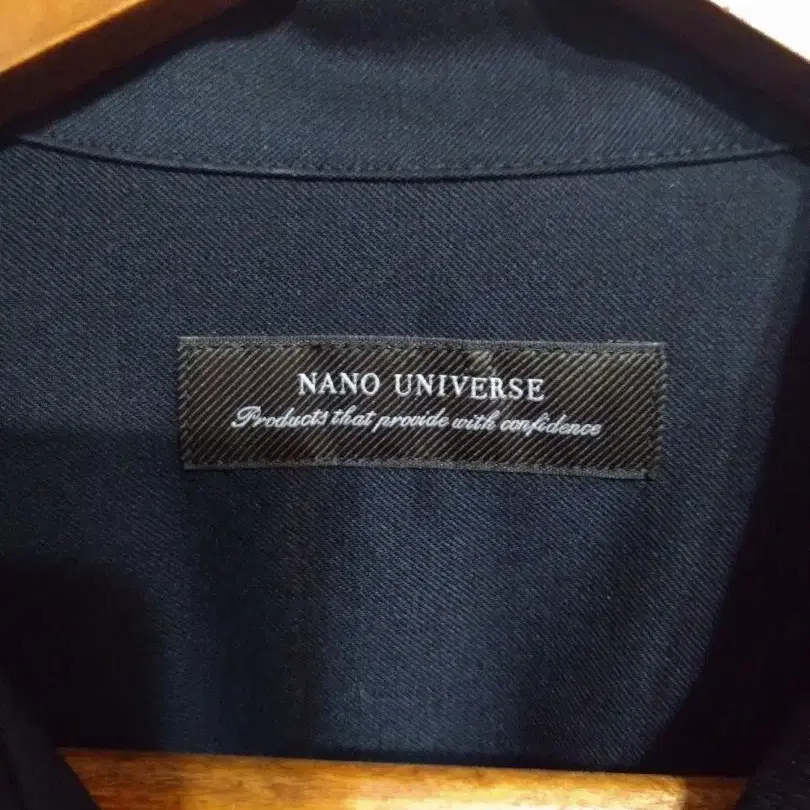 NANO UNIVERSE
Products that provide with confidence